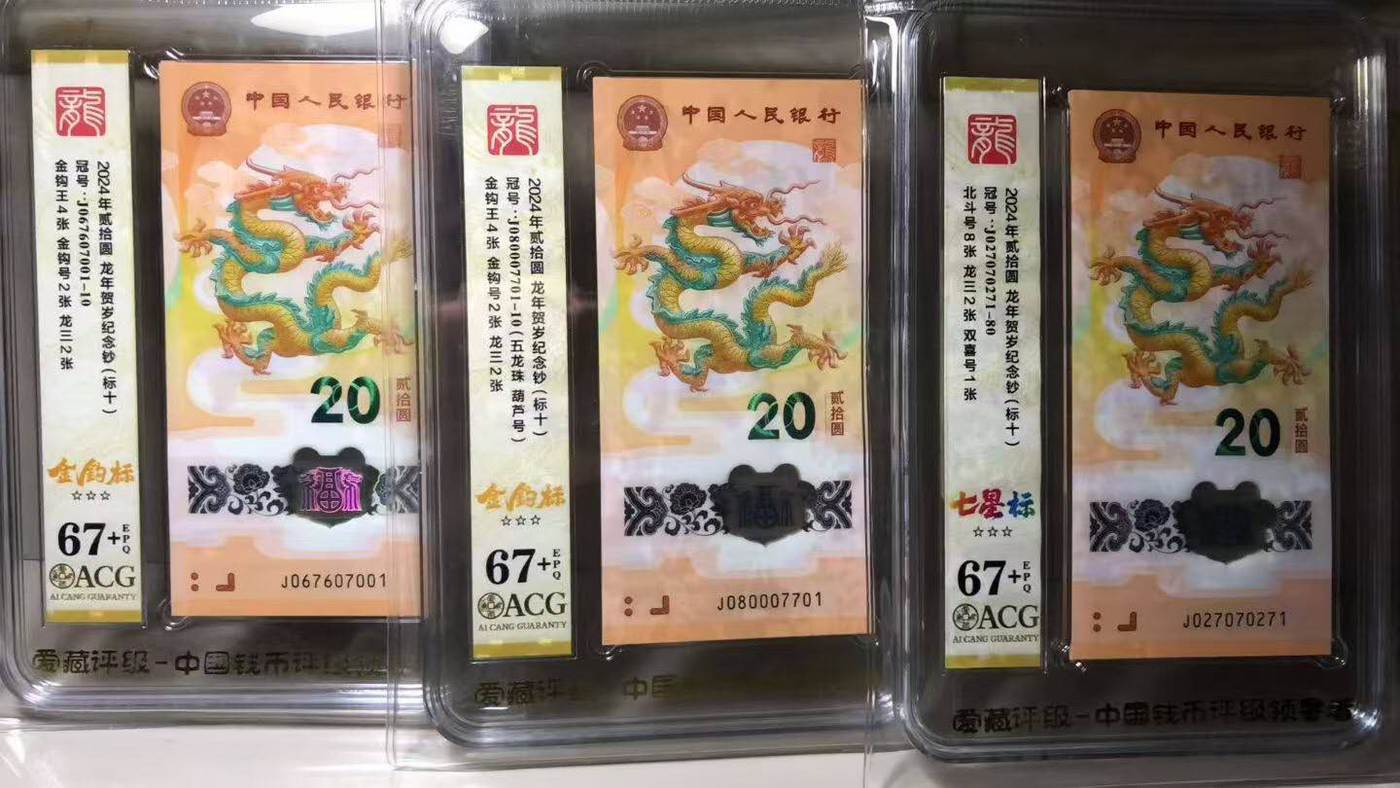 龍
2024年贰拾圆 龙年贺岁纪念钞(标十)
冠号:J067607001-10
金钩王4张 金钩号2张 龙三2张
金钩标
☆☆☆
67+EPQ
ACG
AI CANG GUARANTY
中国人民银行
20
贰拾圆
J067607001
爱藏评级-中国钱币评级
龍
2024年贰拾圆 龙年贺岁纪念钞(标十)
冠号:J080007701-10(五龙珠 葫芦号)
金钩王4张 金钩号2张 龙三2张
金钩标
☆☆☆
67+EPQ
ACG
AI CANG GUARANTY
中国人民银行
20
贰拾圆
J080007701
爱藏评
龍
2024年贰拾圆 龙年贺岁纪念钞(标十)
冠号:J027070271-80
北斗号8张 龙三2张 双喜号1张
七星标
☆☆☆
67+EPQ
ACG
AI CANG GUARANTY
中国人民银行
20
贰拾圆
J027070271
爱藏评级-中国钱币评级领导者